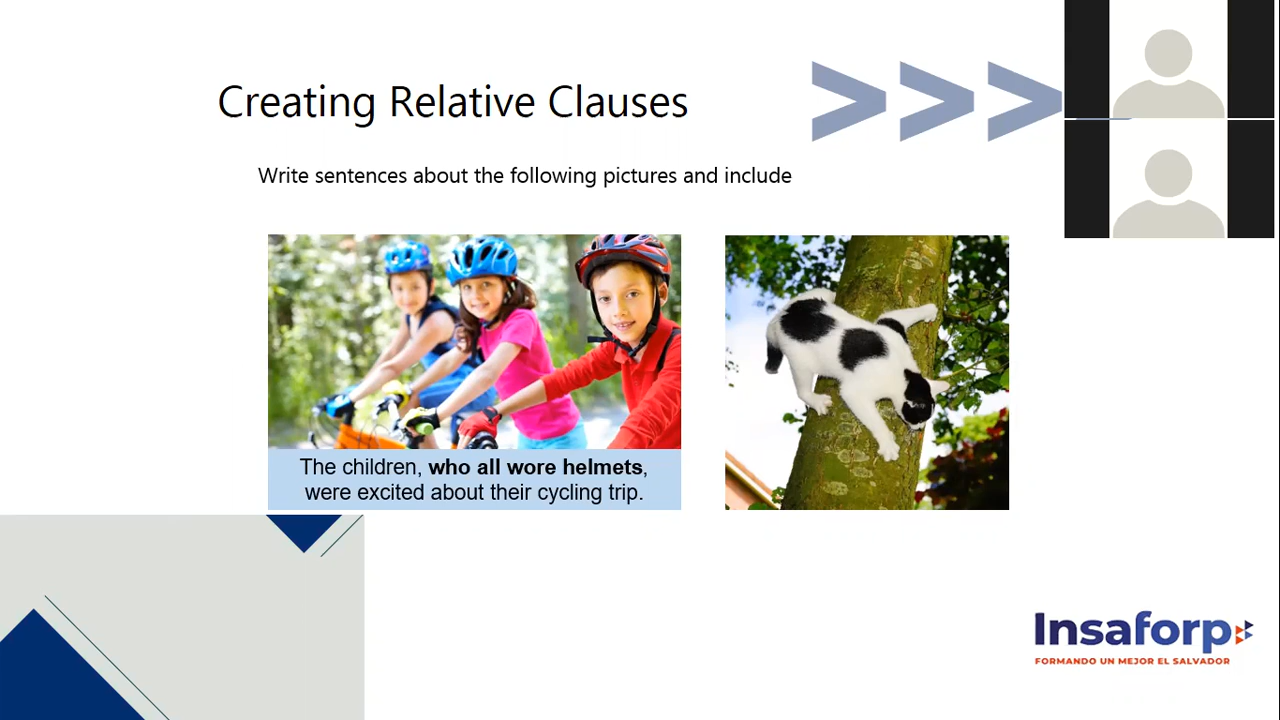 Creating Relative Clauses
Write sentences about the following pictures and include
The children, who all wore helmets,
were excited about their cycling trip.
Insaforp
FORMANDO UN MEJOR EL SALVADOR